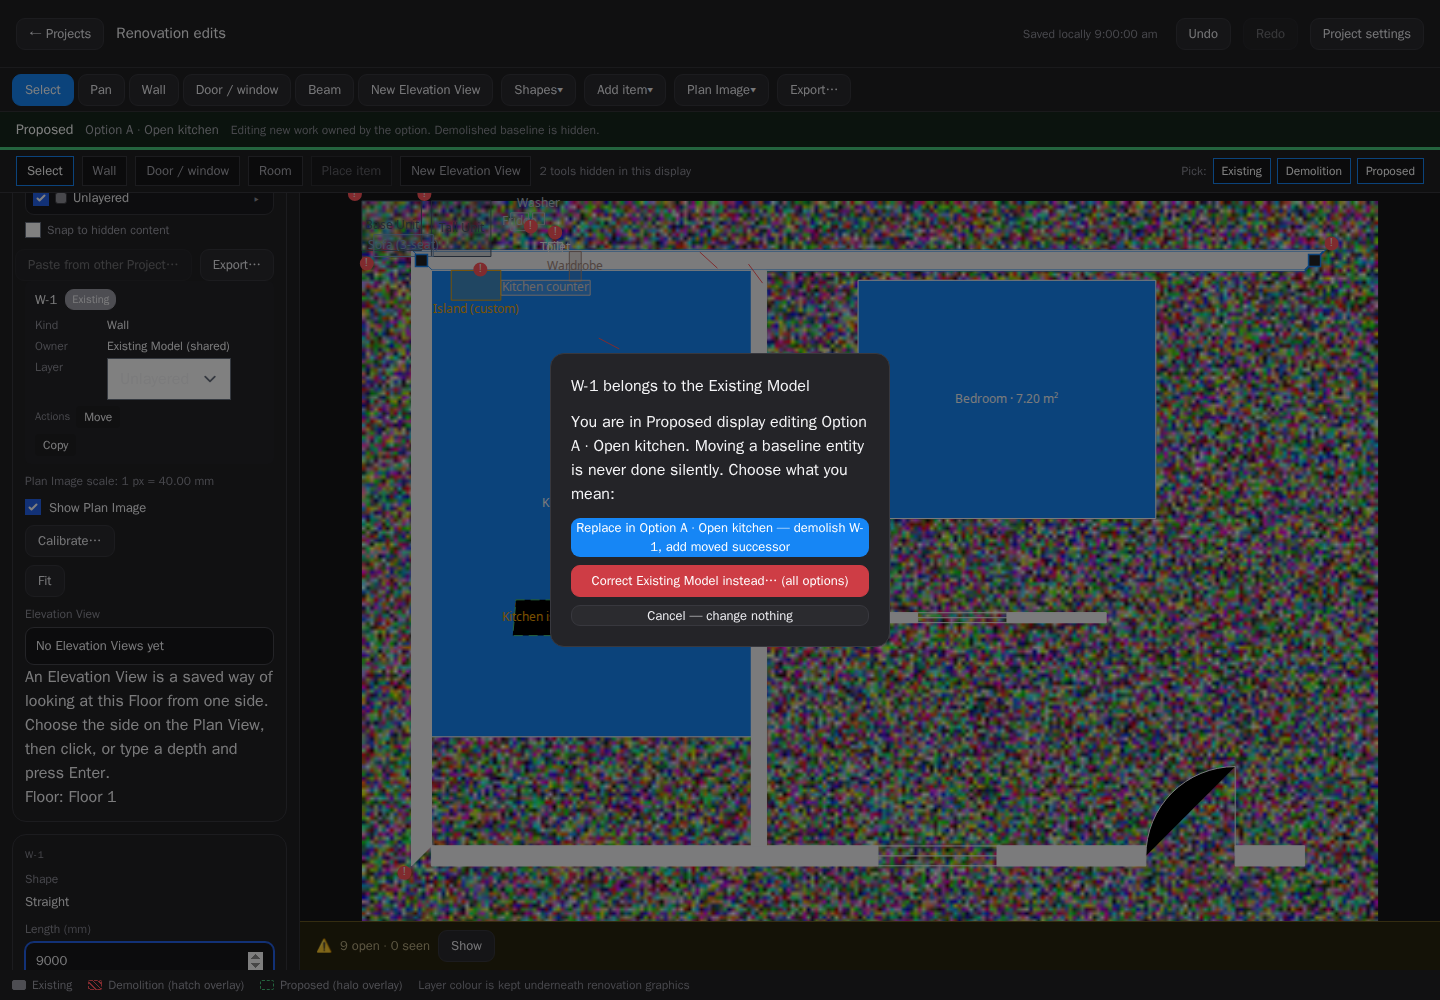 ← Projects
Renovation edits
Saved locally 9:00:00 am
Undo
Redo
Project settings
Select
Pan
Wall
Door / window
Beam
New Elevation View
Shapes▾
Add item▾
Plan Image▾
Export⋯
Proposed
Option A · Open kitchen
Editing new work owned by the option. Demolished baseline is hidden.
Select
Wall
Door / window
Room
Place item
New Elevation View
2 tools hidden in this display
Pick:
Existing
Demolition
Proposed
Unlayered
Snap to hidden content
Paste from other Project⋯
Export⋯
W-1
Existing
Kind
Wall
Owner
Existing Model (shared)
Layer
Unlayered
Actions
Move
Copy
Plan Image scale: 1 px = 40.00 mm
Show Plan Image
Calibrate⋯
Fit
Elevation View
No Elevation Views yet
An Elevation View is a saved way of
looking at this Floor from one side.
Choose the side on the Plan View,
then click, or type a depth and
press Enter.
Floor: Floor 1
W-1
Shape
Straight
Length (mm)
9000
Washer
Toilet
Wardrobe
Kitchen counter
Island (custom)
Bedroom · 7.20 m²
K
Kitchen i
W-1 belongs to the Existing Model
You are in Proposed display editing Option
A · Open kitchen. Moving a baseline entity
is never done silently. Choose what you
mean:
Replace in Option A · Open kitchen — demolish W-
1, add moved successor
Correct Existing Model instead⋯ (all options)
Cancel — change nothing
9 open · 0 seen
Show
Existing
Demolition (hatch overlay)
Proposed (halo overlay)
Layer colour is kept underneath renovation graphics